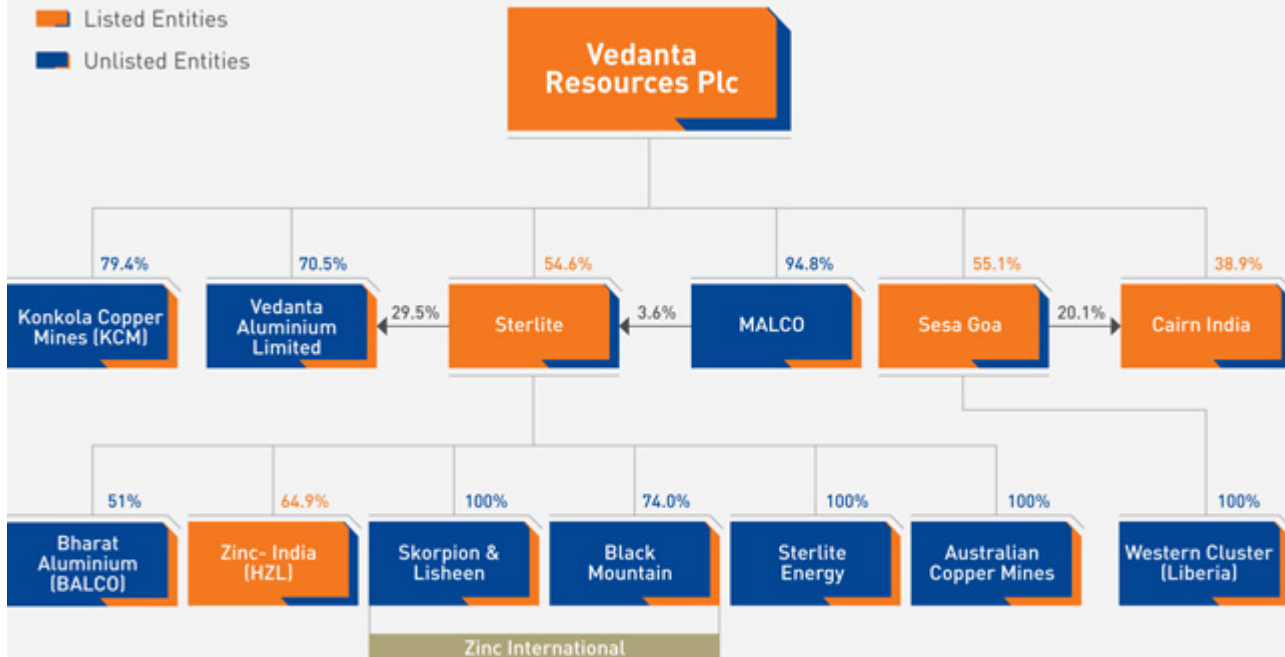 Listed Entities
Unlisted Entities
Vedanta
Resources Plc
79.4%
70.5%
54.6%
94.8%
55.1%
38.9%
Konkola Copper
Mines (KCM)
Vedanta
Aluminium
Limited
29.5%
Sterlite
3.6%
MALCO
Sesa Goa
20.1%
Cairn India
51%
64.9%
100%
74.0%
100%
100%
100%
Bharat
Aluminium
(BALCO)
Zinc- India
(HZL)
Skorpion &
Lisheen
Black
Mountain
Sterlite
Energy
Australian
Copper Mines
Western Cluster
(Liberia)
Zinc International